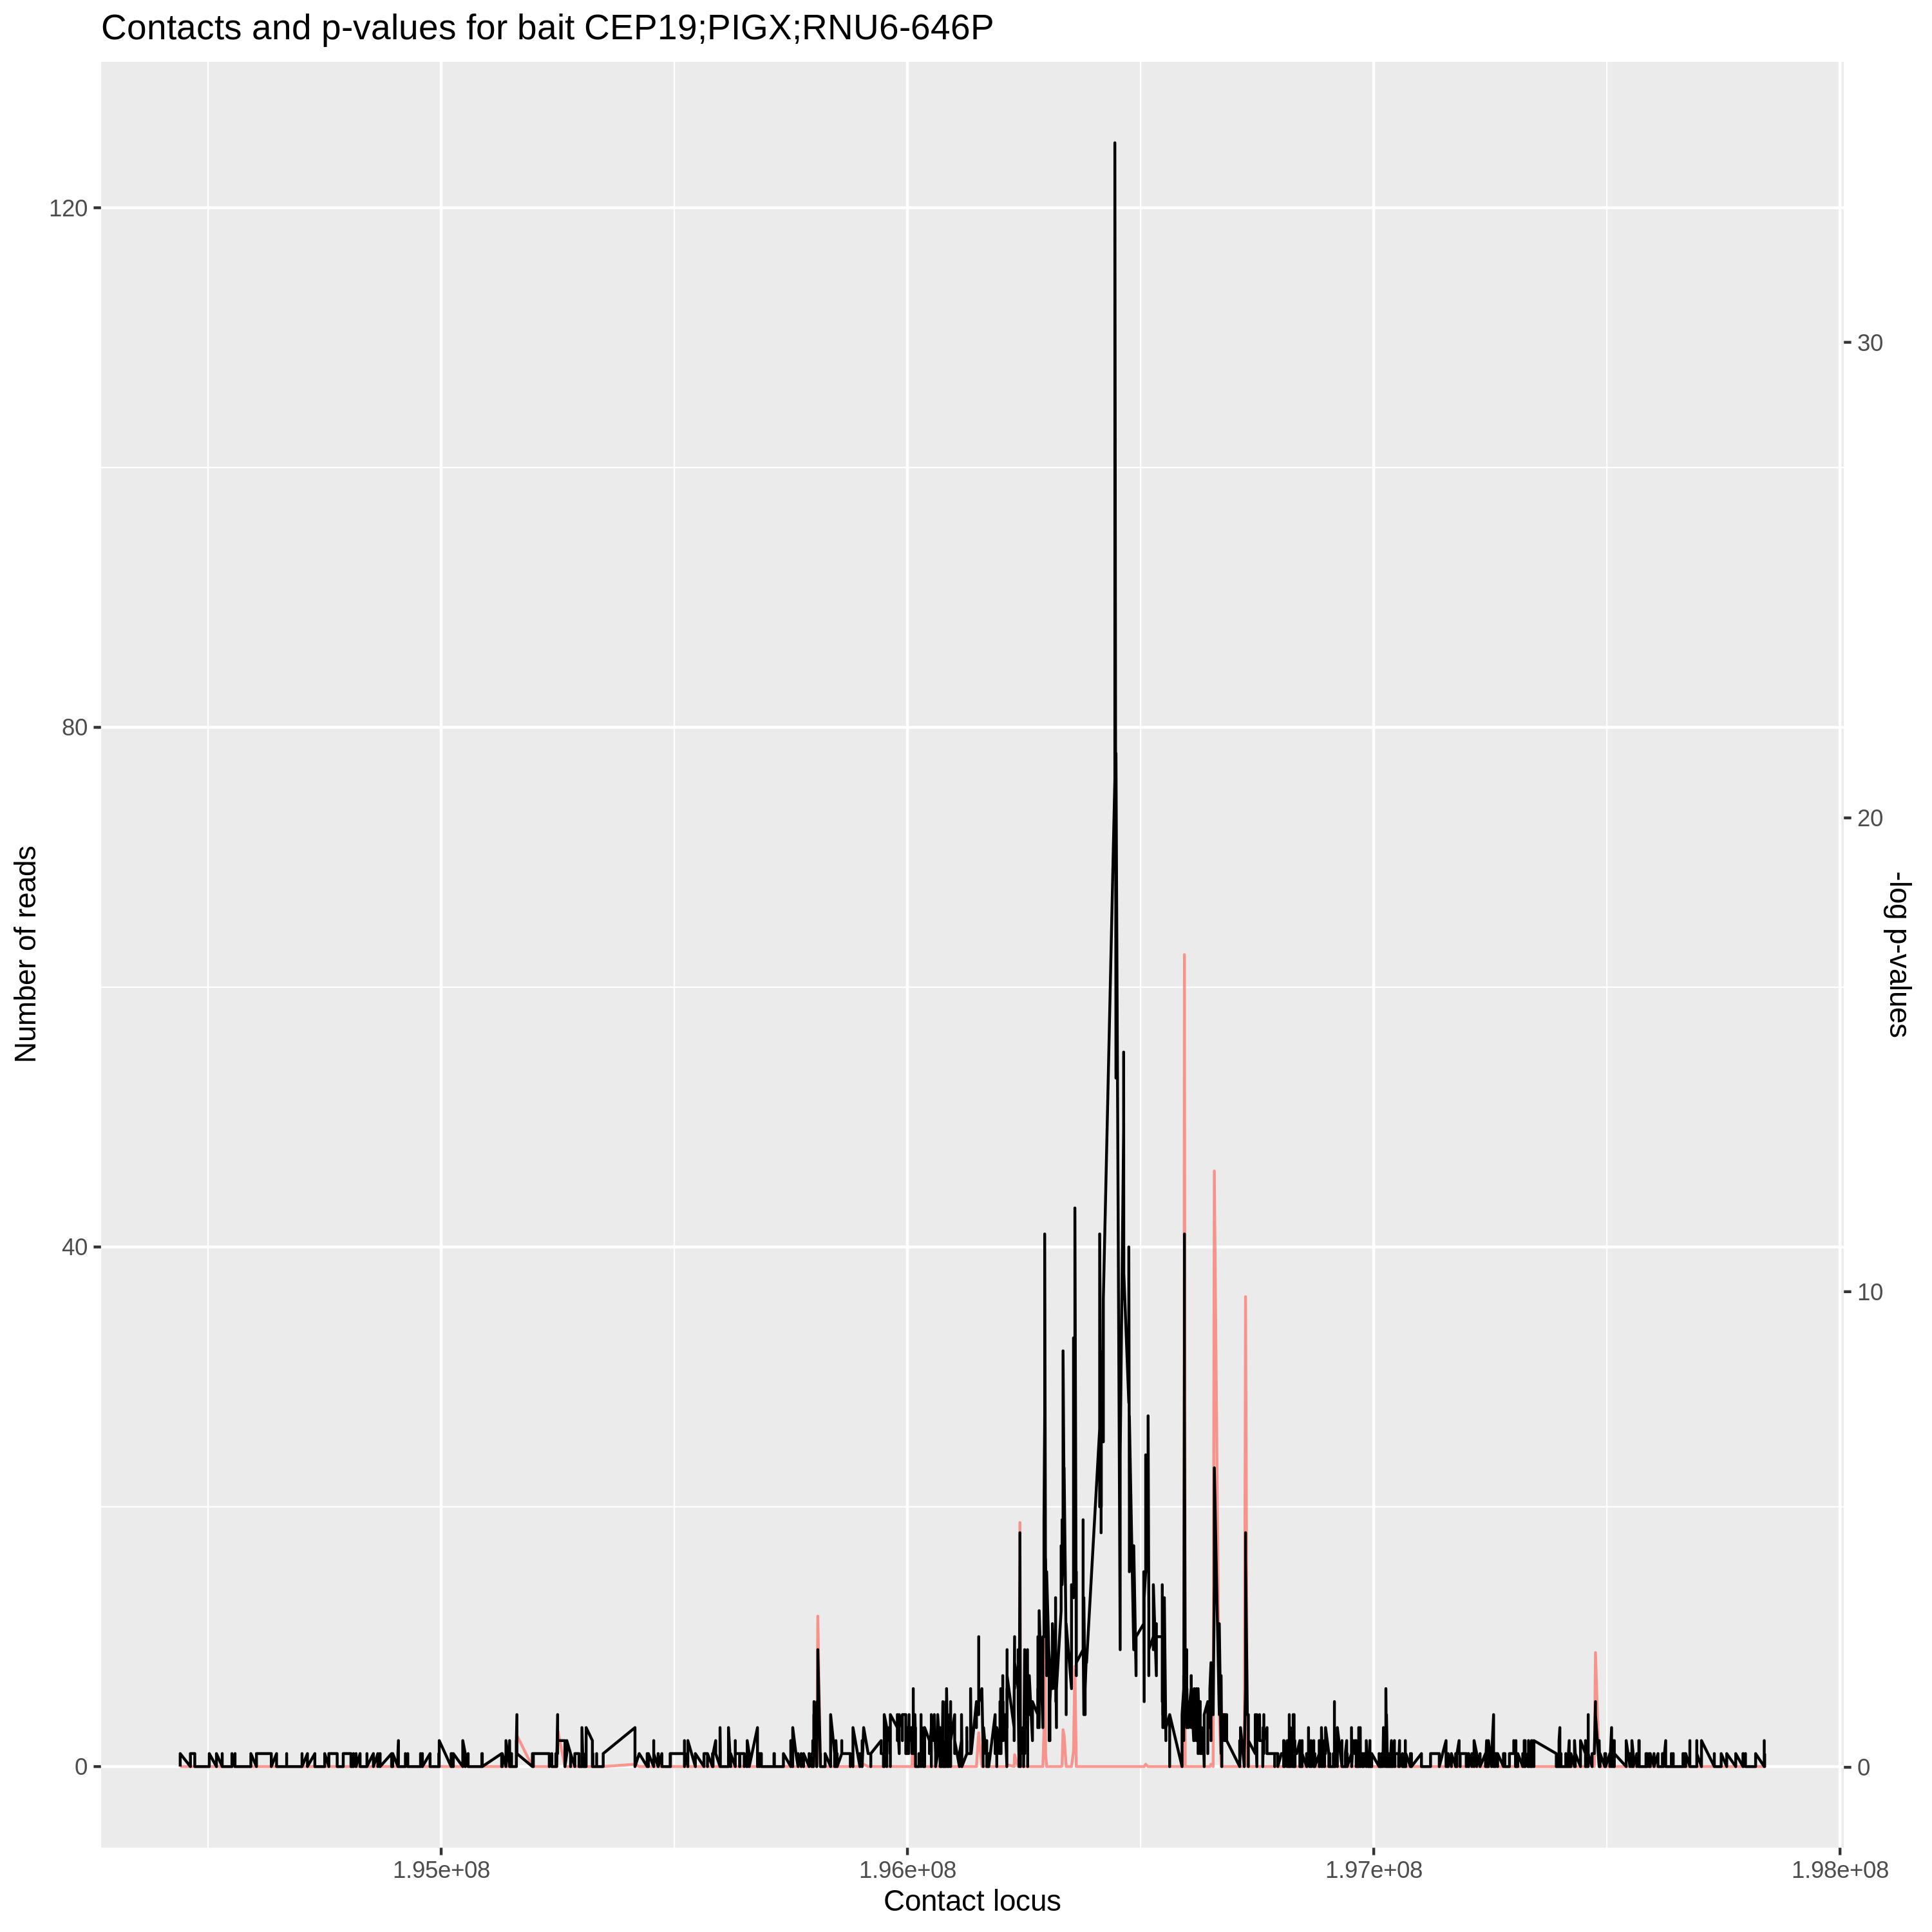 Contacts and p-values for bait CEP19;PIGX;RNU6-646P
120
80
40
0
Number of reads
30
20
10
0
-log p-values
1.95e+08
1.96e+08
1.97e+08
1.98e+08
Contact locus